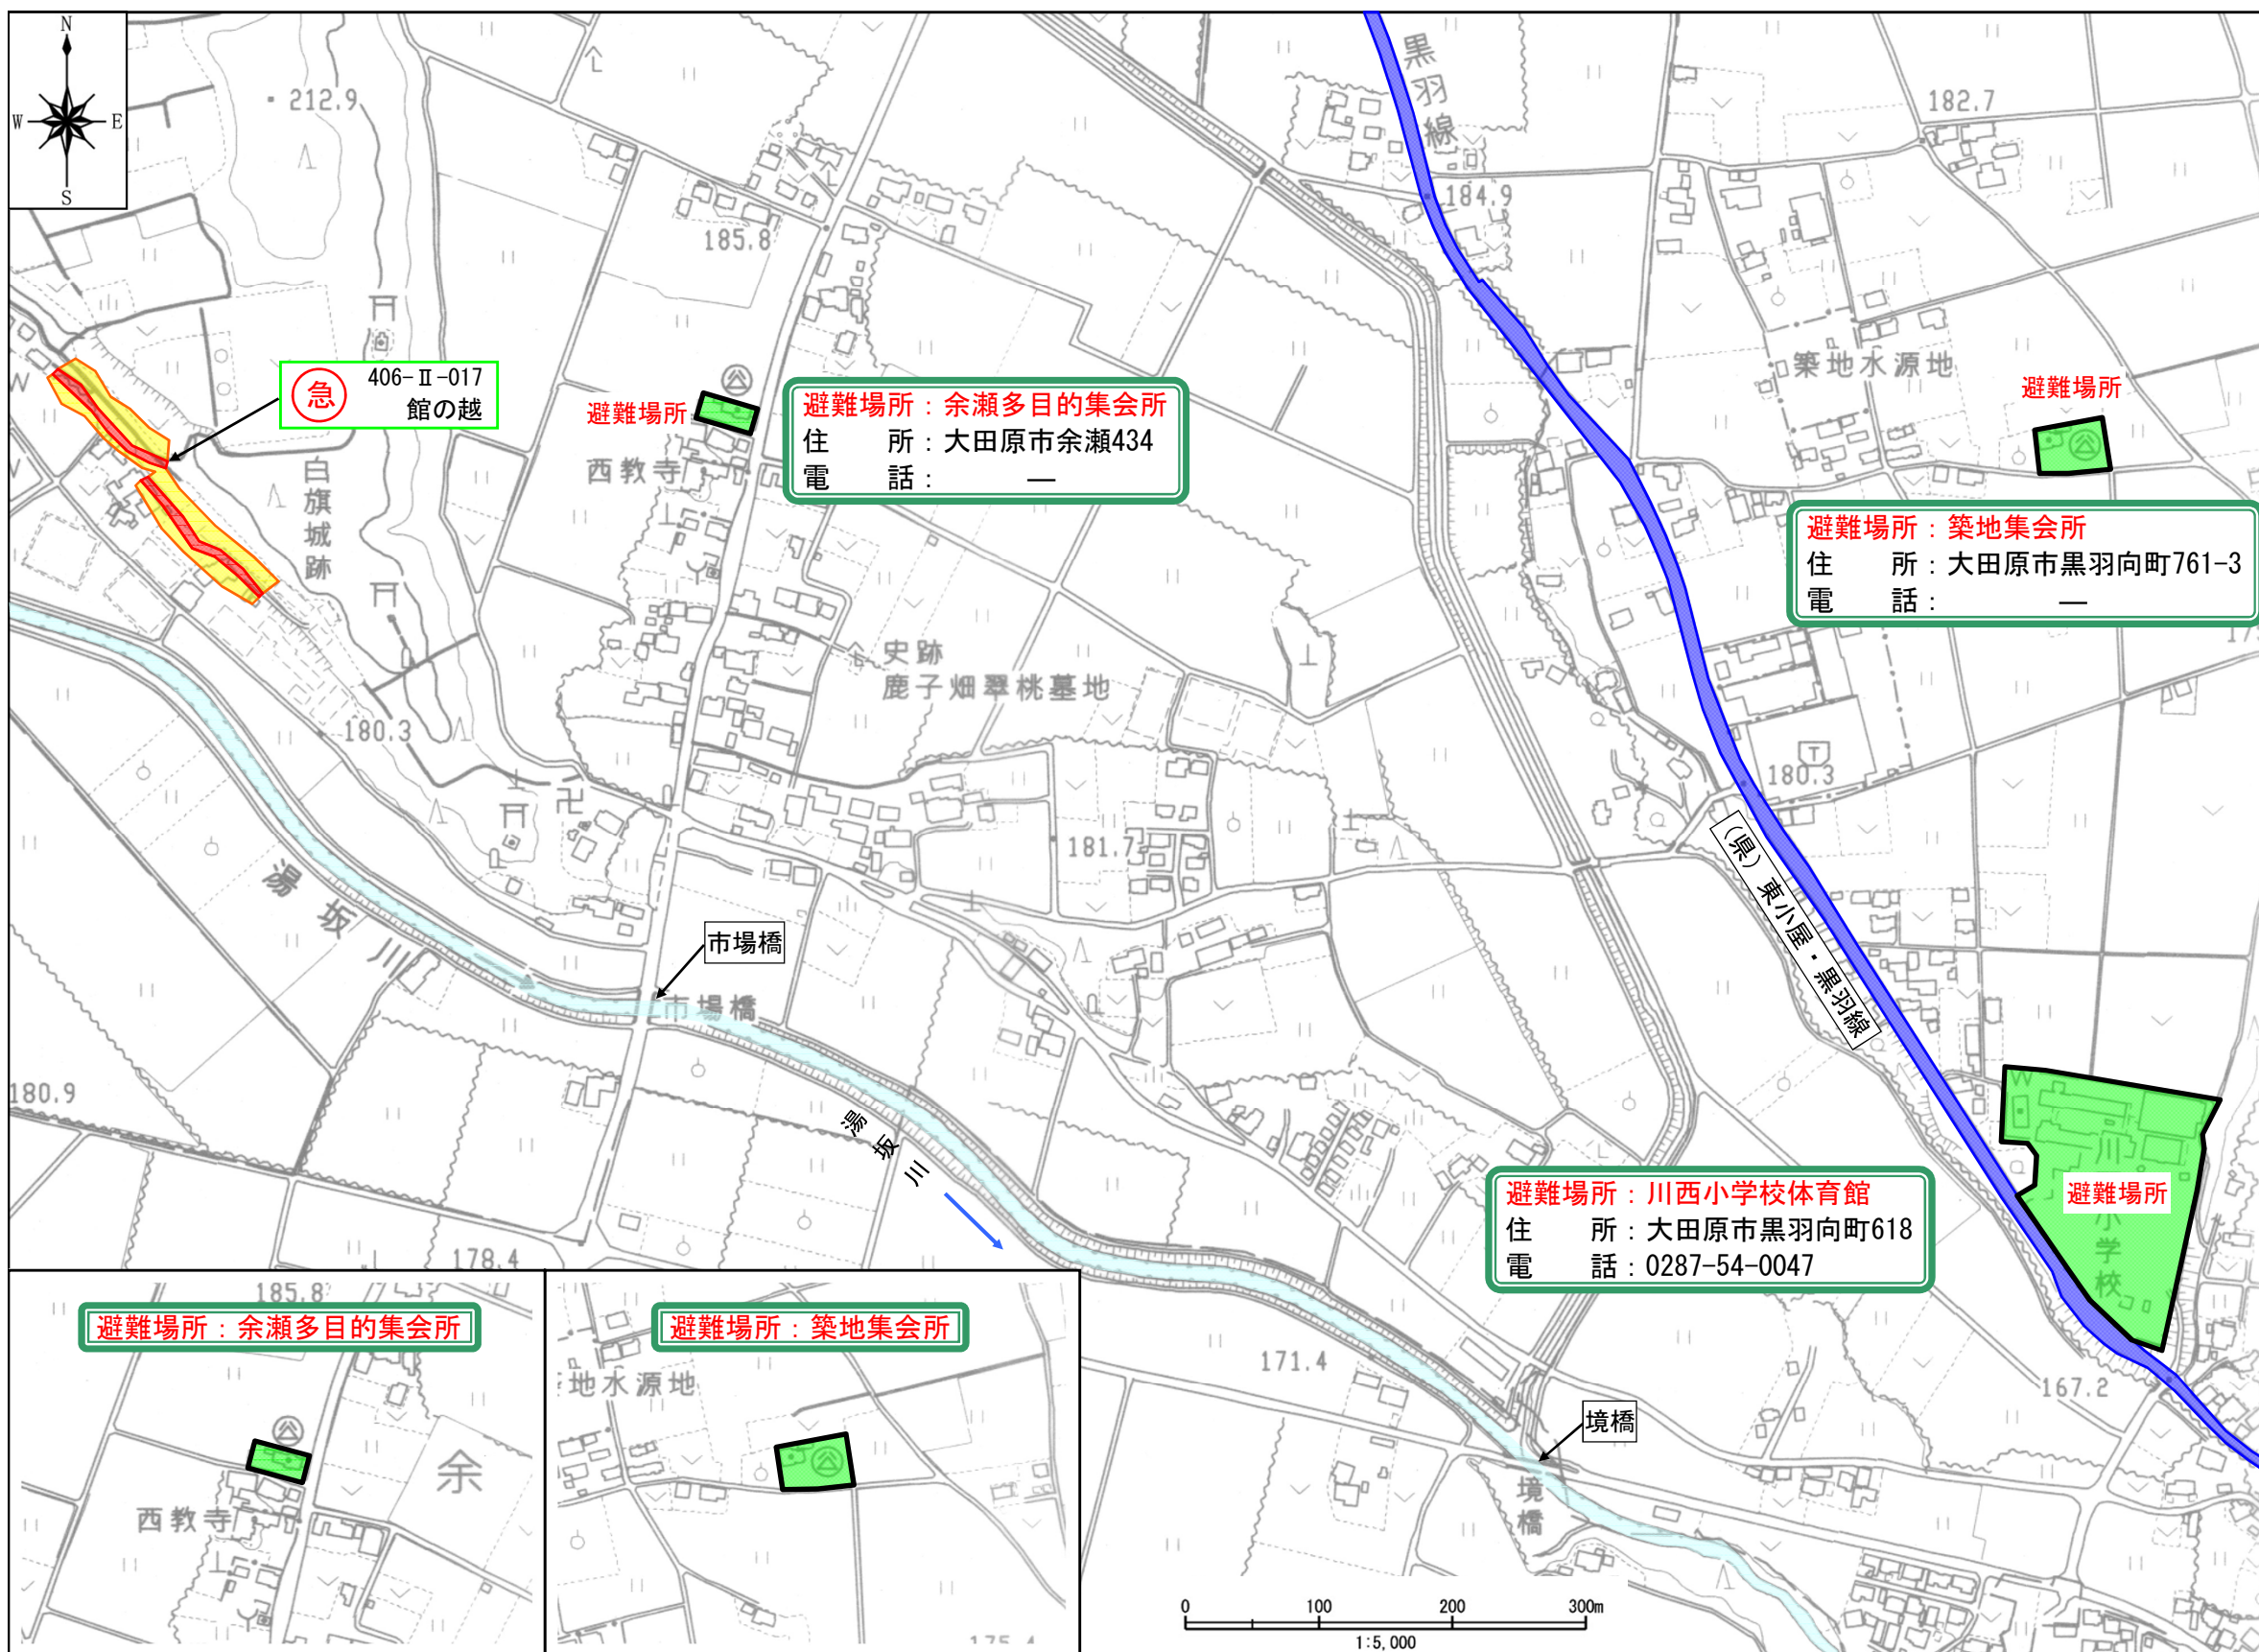 N
W
E
S
212.9
黒羽線
182.7
184.9
185.8
急
406-Ⅱ-017
館の越
避難場所
避難場所：余瀬多目的集会所
住　　所：大田原市余瀬434
電　　話：　　　―
西教寺
白旗城跡
築地水源地
避難場所
避難場所：築地集会所
住　　所：大田原市黒羽向町761-3
電　　話：　　　―
史跡
鹿子畑翠桃墓地
180.3
180.3
181.7
(県) 東小屋・黒羽線
湯坂川
市場橋
市場橋
180.9
湯坂川
178.4
避難場所：川西小学校体育館
住　　所：大田原市黒羽向町618
電　　話：0287-54-0047
避難場所
川
小学校
185.8
避難場所：余瀬多目的集会所
西教寺
余
避難場所：築地集会所
地水源地
175.4
171.4
167.2
境橋
境橋
0 100 200 300m
1:5,000